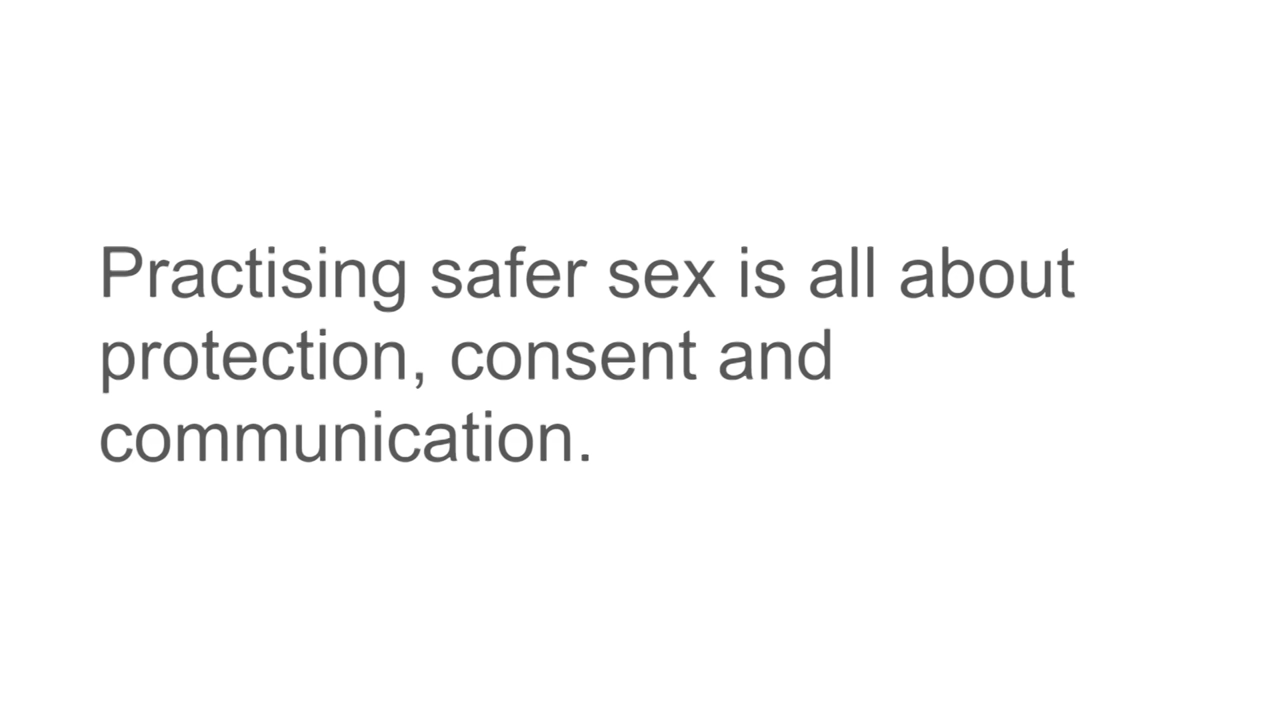 Practising safer sex is all about
protection, consent and
communication.